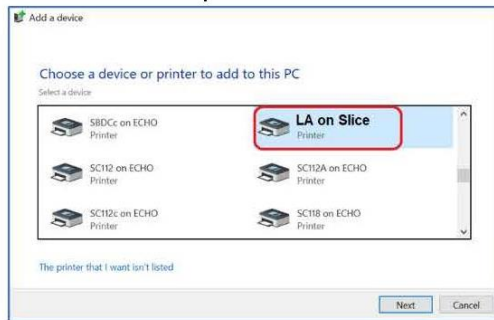 Add a device
Choose a device or printer to add to this PC
Select a device
SBDCc on ECHO
Printer
LA on Slice
Printer
SC112 on ECHO
Printer
SC112A on ECHO
Printer
SC112c on ECHO
Printer
SC118 on ECHO
Printer
The printer that I want isn't listed
Next
Cancel